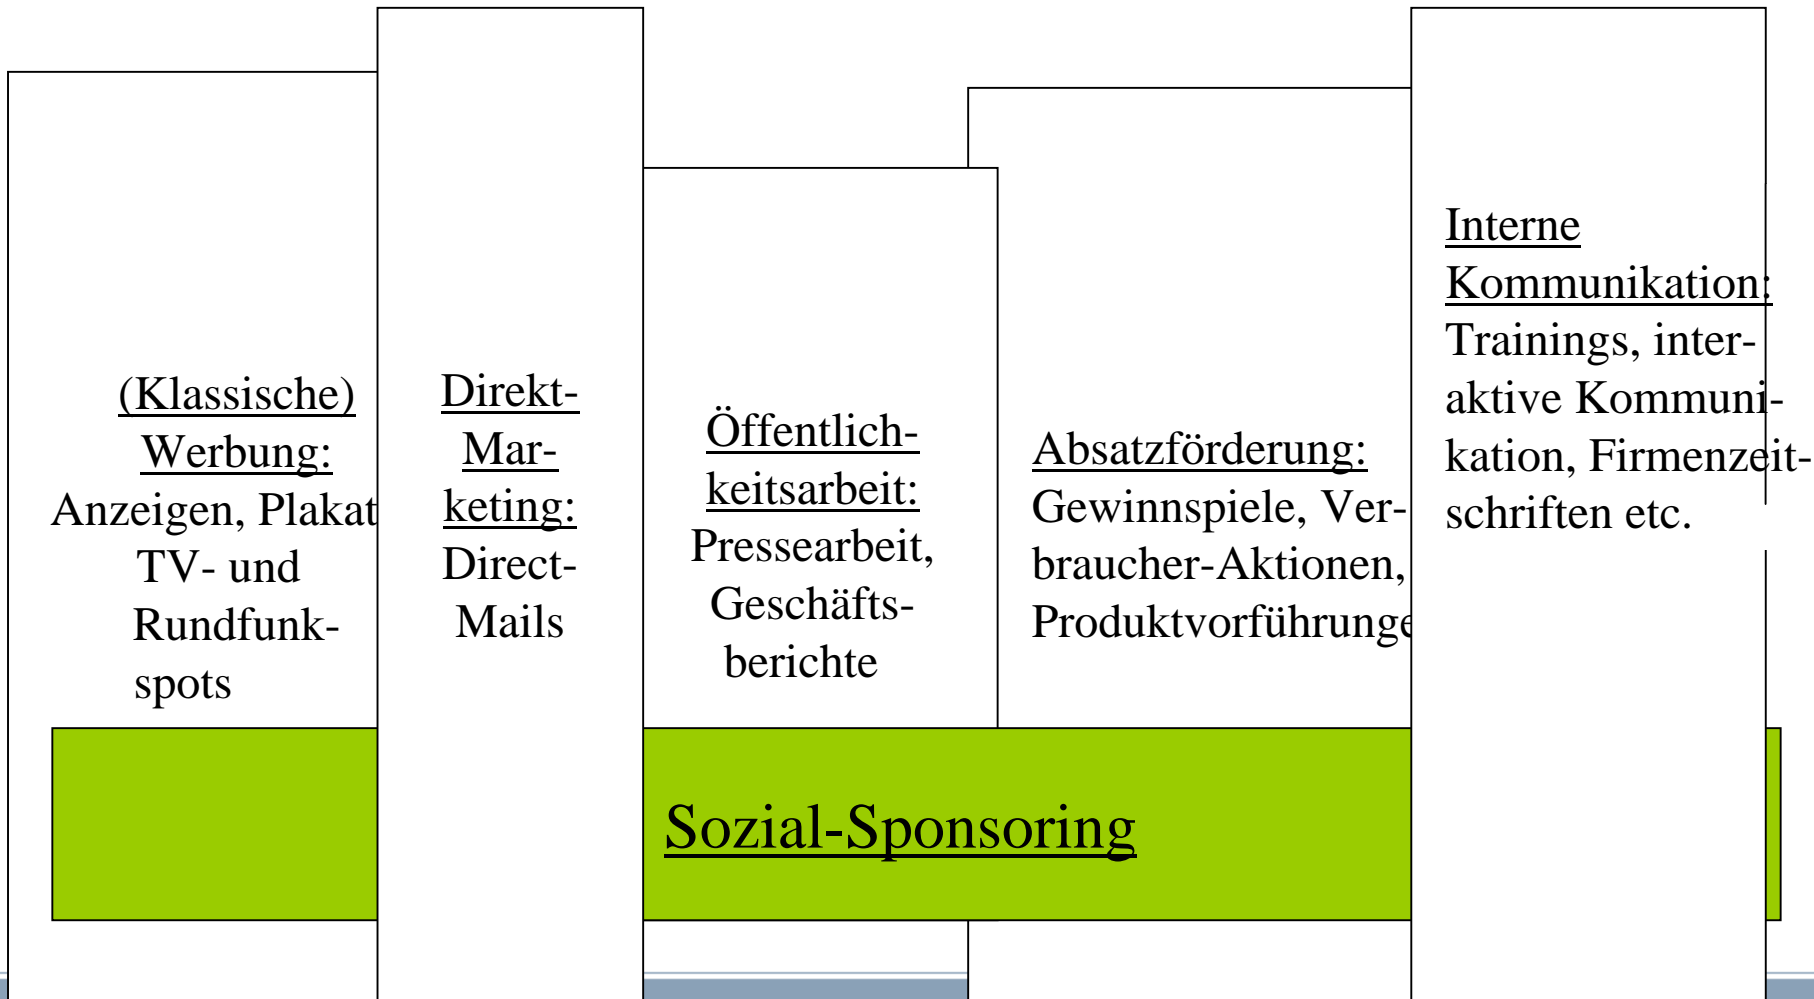 (Klassische)
Werbung:
Anzeigen, Plakat
TV- und
Rundfunk-
spots
Direkt-
Mar-
keting:
Direct-
Mails
Öffentlich-
keitsarbeit:
Pressearbeit,
Geschäfts-
berichte
Absatzförderung:
Gewinnspiele, Ver-
braucher-Aktionen,
Produktvorführunge
Interne
Kommunikation:
Trainings, inter-
aktive Kommuni-
kation, Firmenzeit-
schriften etc.
Sozial-Sponsoring